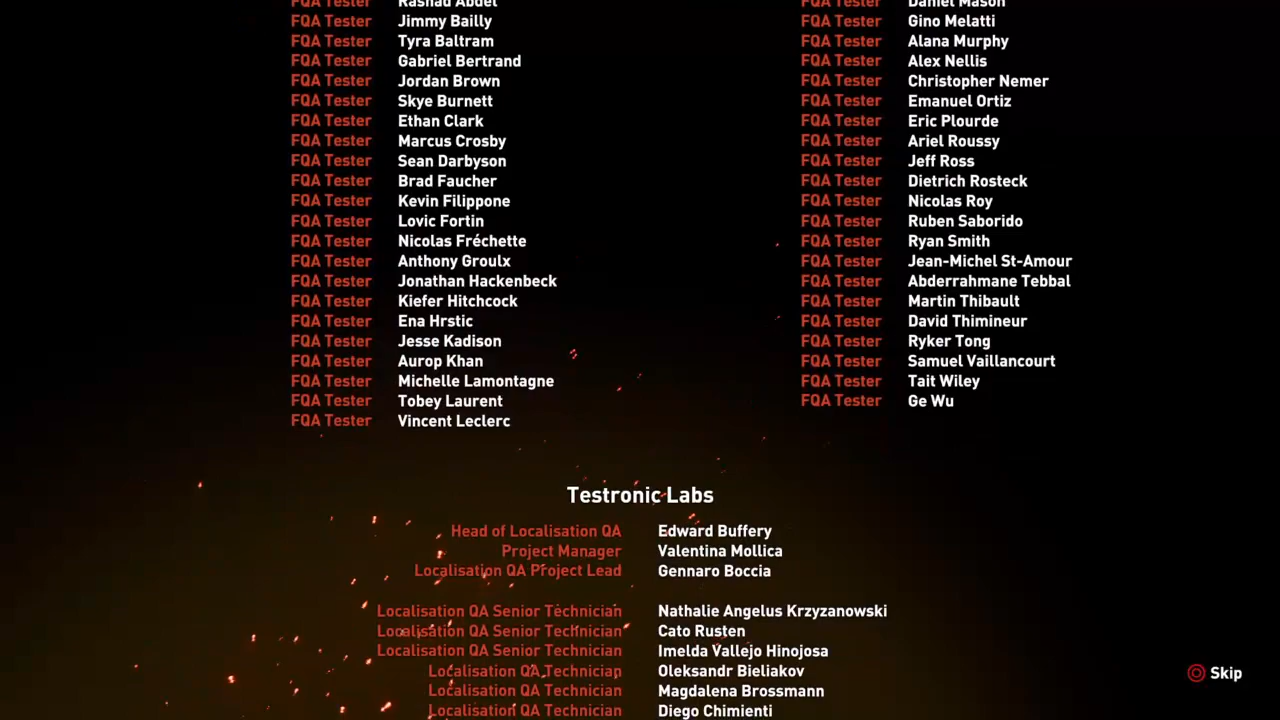 FQA Tester Rashad Abdel
FQA Tester Jimmy Bailly
FQA Tester Tyra Baltram
FQA Tester Gabriel Bertrand
FQA Tester Jordan Brown
FQA Tester Skye Burnett
FQA Tester Ethan Clark
FQA Tester Marcus Crosby
FQA Tester Sean Darbyson
FQA Tester Brad Faucher
FQA Tester Kevin Filippone
FQA Tester Lovic Fortin
FQA Tester Nicolas Fréchette
FQA Tester Anthony Groulx
FQA Tester Jonathan Hackenbeck
FQA Tester Kiefer Hitchcock
FQA Tester Ena Hrstic
FQA Tester Jesse Kadison
FQA Tester Aurop Khan
FQA Tester Michelle Lamontagne
FQA Tester Tobey Laurent
FQA Tester Vincent Leclerc
FQA Tester Daniel Mason
FQA Tester Gino Melatti
FQA Tester Alana Murphy
FQA Tester Alex Nellis
FQA Tester Christopher Nemer
FQA Tester Emanuel Ortiz
FQA Tester Eric Plourde
FQA Tester Ariel Roussy
FQA Tester Jeff Ross
FQA Tester Dietrich Rosteck
FQA Tester Nicolas Roy
FQA Tester Ruben Saborido
FQA Tester Ryan Smith
FQA Tester Jean-Michel St-Amour
FQA Tester Abderrahmane Tebbal
FQA Tester Martin Thibault
FQA Tester David Thimineur
FQA Tester Ryker Tong
FQA Tester Samuel Vaillancourt
FQA Tester Tait Wiley
FQA Tester Ge Wu
Testronic Labs
Head of Localisation QA Edward Buffery
Project Manager Valentina Mollica
Localisation QA Project Lead Gennaro Boccia
Localisation QA Senior Technician Nathalie Angelus Krzyzanowski
Localisation QA Senior Technician Cato Rusten
Localisation QA Senior Technician Imelda Vallejo Hinojosa
Localisation QA Technician Oleksandr Bieliakov
Localisation QA Technician Magdalena Brossmann
Localisation QA Technician Diego Chimienti
Skip